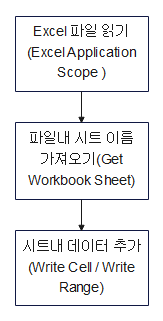 Excel 파일 읽기
(Excel Application
Scope )
파일내 시트 이름
가져오기(Get
Workbook Sheet)
시트내 데이터 추가
(Write Cell / Write
Range)